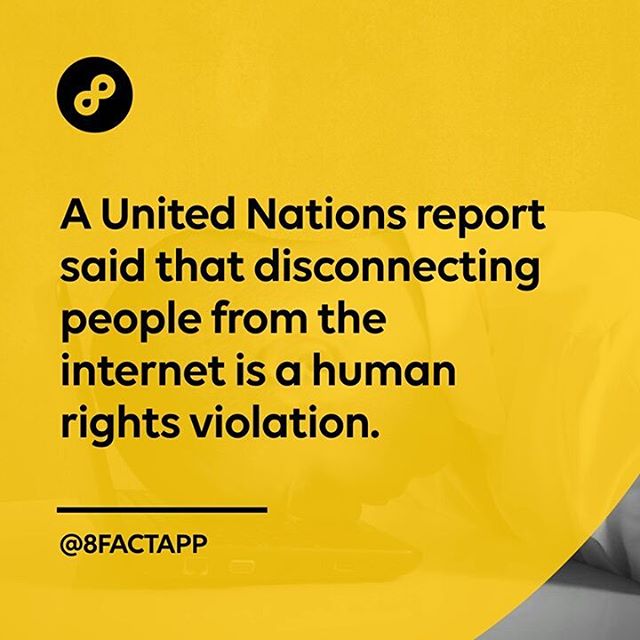 A United Nations report
said that disconnecting
people from the
internet is a human
rights violation.
@8FACTAPP